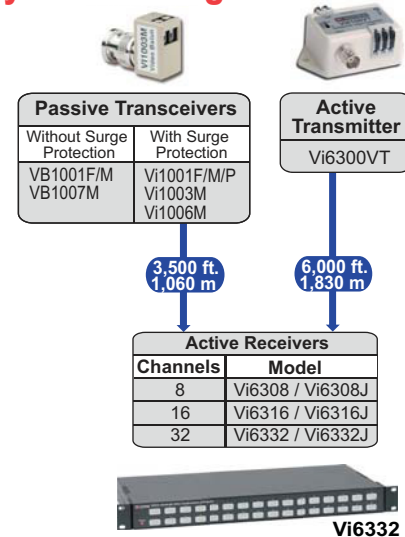 Vi1003M
Passive Transceivers
Without Surge Protection
With Surge Protection
VB1001F/M
VB1007M
Vi1001F/M/P
Vi1003M
Vi1006M
Active
Transmitter
Vi6300VT
3,500 ft.
1,060 m
6,000 ft.
1,830 m
Active Receivers
Channels Model
8 Vi6308 / Vi6308J
16 Vi6316 / Vi6316J
32 Vi6332 / Vi6332J
Vi6332